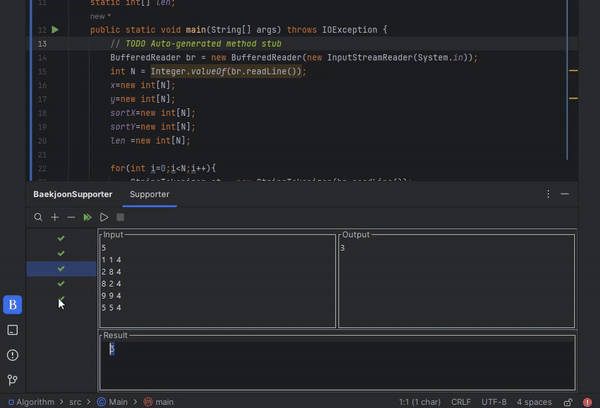 11 static int[] len;
new *
12 public static void main(String[] args) throws IOException {
13 // TODO Auto-generated method stub
14 BufferedReader br = new BufferedReader(new InputStreamReader(System.in));
15 int N = Integer.valueOf(br.readLine());
16 x=new int[N];
17 y=new int[N];
18 sortX=new int[N];
19 sortY=new int[N];
20 len =new int[N];
21
22 for(int i=0;i<N;i++){
BaekjoonSupporter Supporter
Input
5
1 1 4
2 8 4
8 2 4
9 9 4
5 5 4
Output
3
Result
B
Algorithm > src > Main > main 1:1 (1 char) CRLF UTF-8 4 spaces